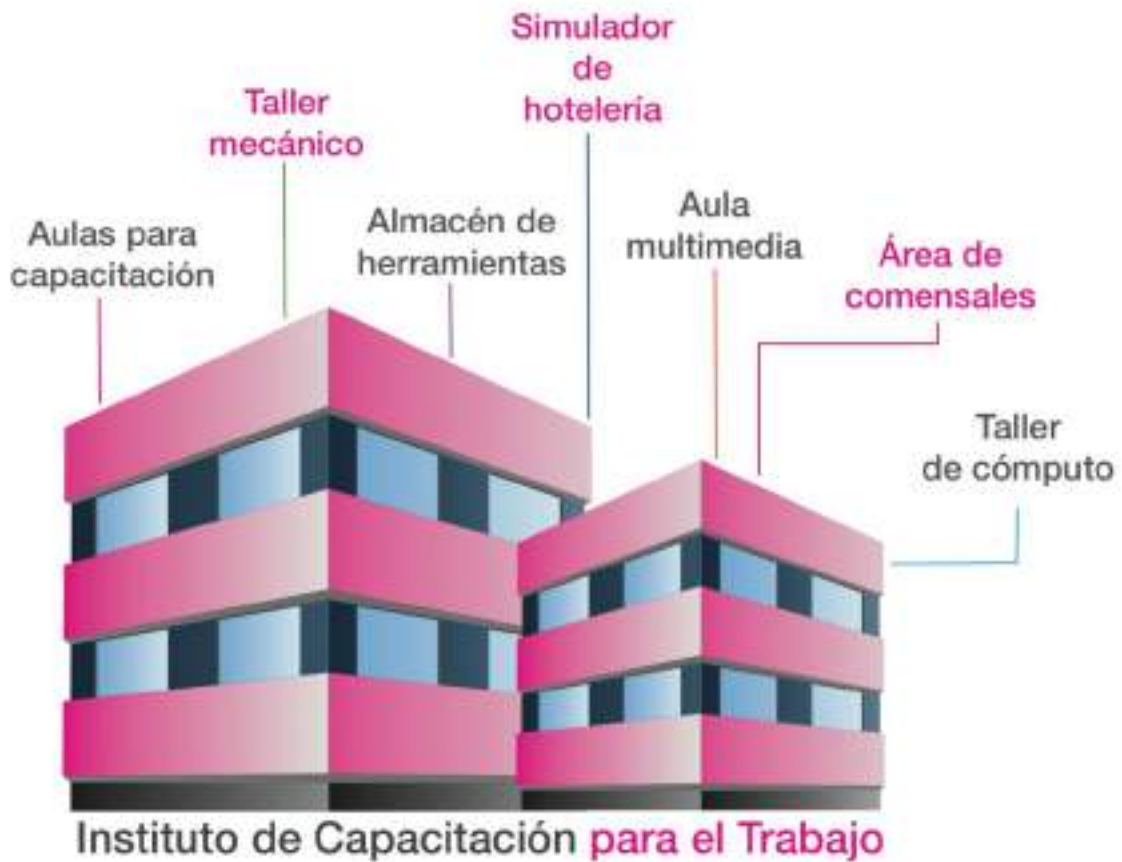 Simulador
de
hotelería
Taller
mecánico
Aulas para
capacitación
Almacén de
herramientas
Aula
multimedia
Área de
comensales
Taller
de cómputo
Instituto de Capacitación para el Trabajo